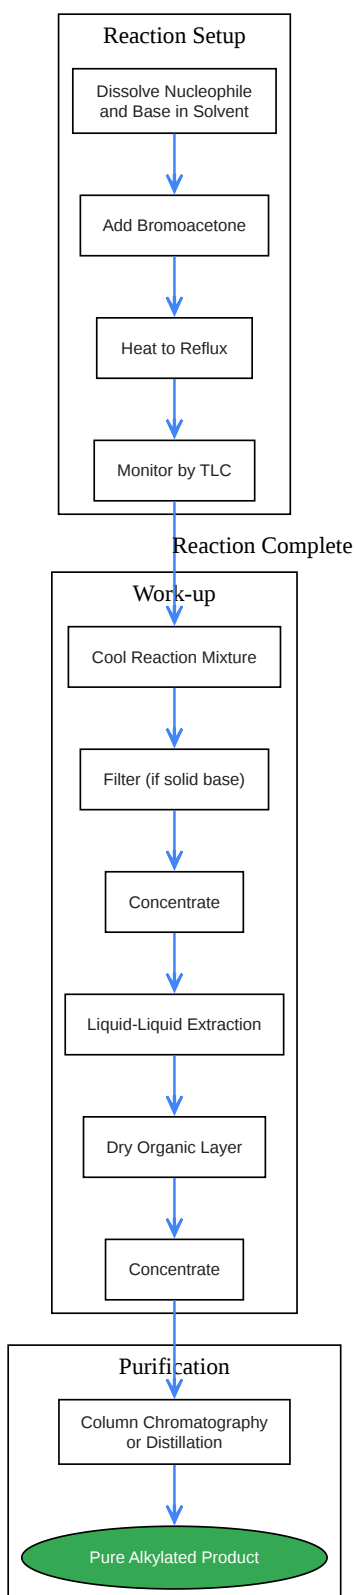 Reaction Setup
Dissolve Nucleophile
and Base in Solvent
Add Bromoacetone
Heat to Reflux
Monitor by TLC
Reaction Complete
Work-up
Cool Reaction Mixture
Filter (if solid base)
Concentrate
Liquid-Liquid Extraction
Dry Organic Layer
Concentrate
Purification
Column Chromatography
or Distillation
Pure Alkylated Product